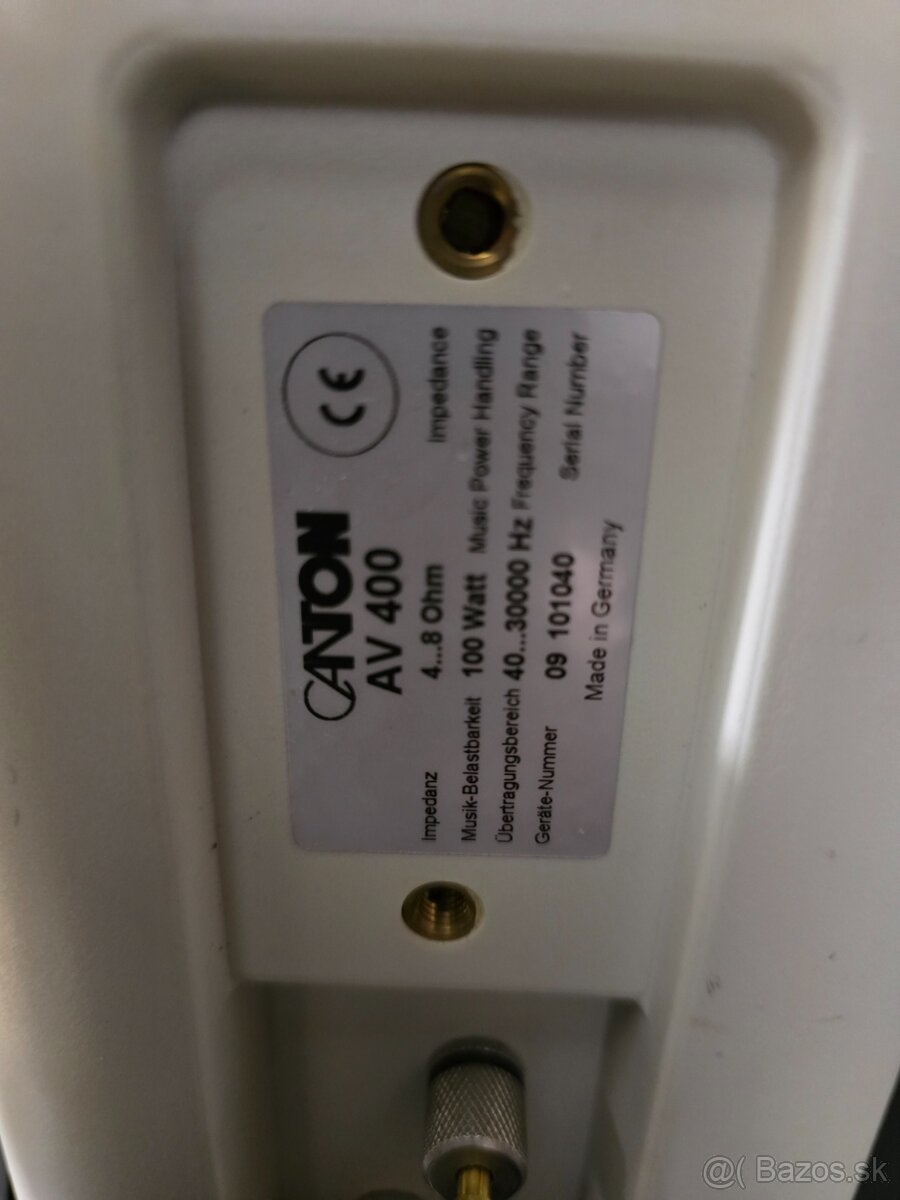 CANTON
AV 400
CE
Impedanz 4...8 Ohm Impedance
Musik-Belastbarkeit 100 Watt Music Power Handling
Übertragungsbereich 40...30000 Hz Frequency Range
Geräte-Nummer 09 101040 Serial Number
Made in Germany
@( Bazos.sk